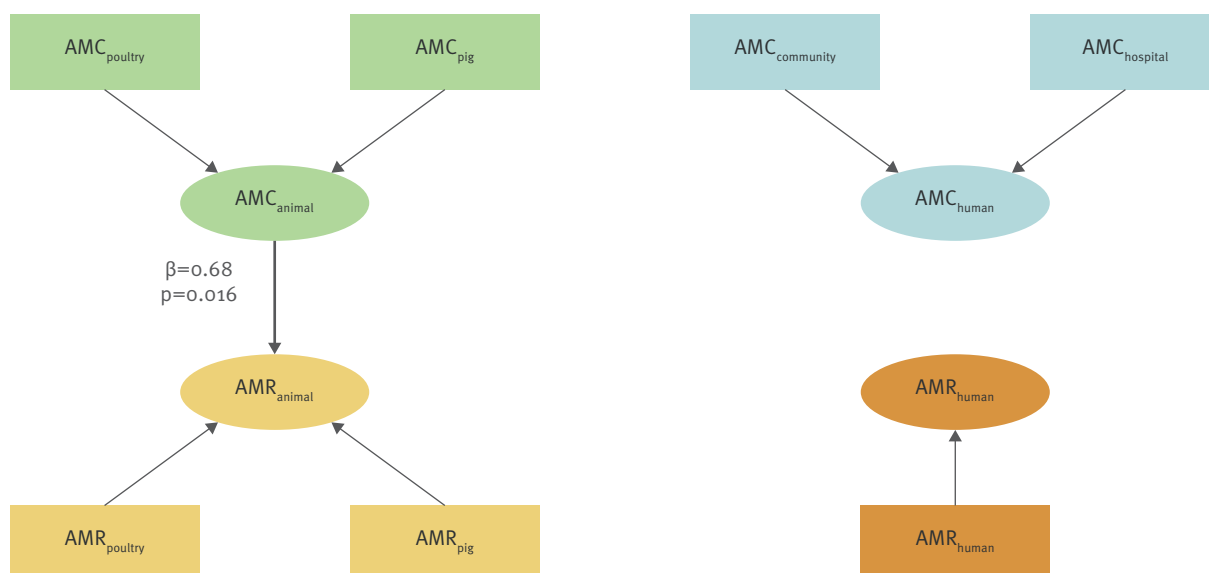 AMCpoultry
AMCpig
AMCcommunity
AMChospital
AMCanimal
AMChuman
β=0.68
p=0.016
AMRanimal
AMRhuman
AMRpoultry
AMRpig
AMRhuman